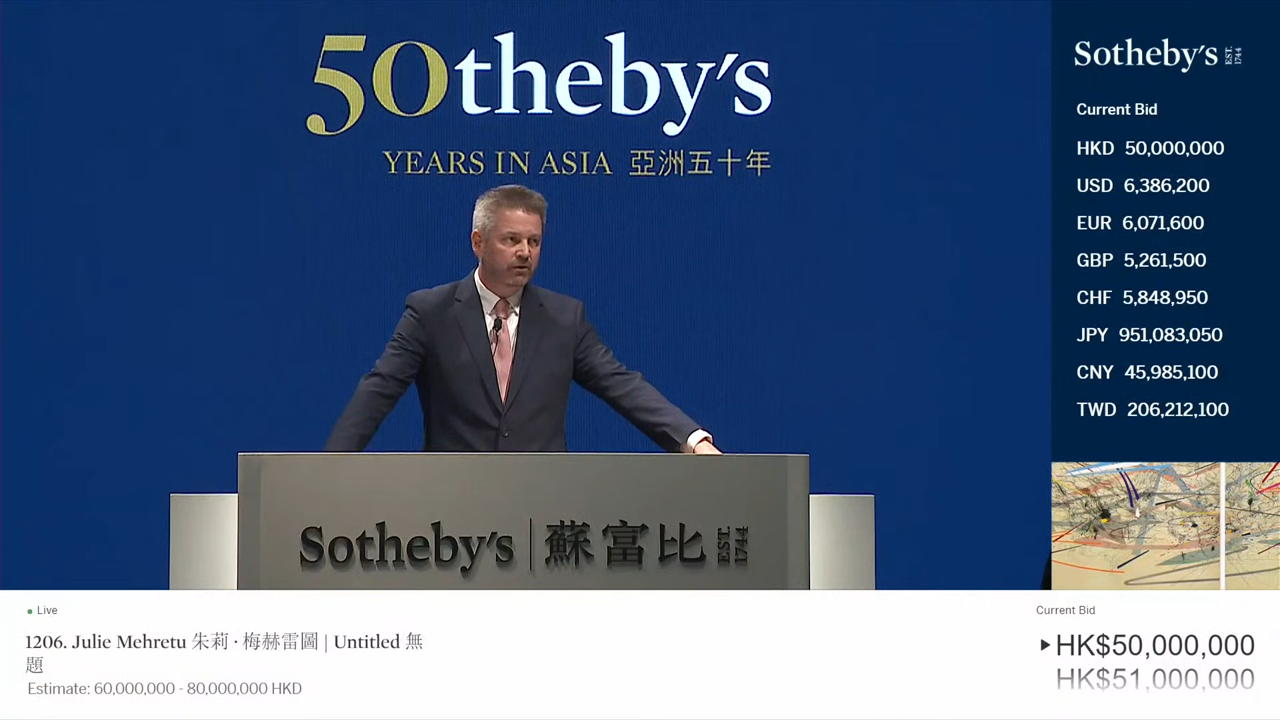 50theby's
YEARS IN ASIA 亞洲五十年
Sotheby's | 蘇富比 EST. 1744
Sotheby's EST. 1744
Current Bid
HKD 50,000,000
USD 6,386,200
EUR 6,071,600
GBP 5,261,500
CHF 5,848,950
JPY 951,083,050
CNY 45,985,100
TWD 206,212,100
Live
1206. Julie Mehretu 朱莉·梅赫雷圖 | Untitled 無
題
Estimate: 60,000,000 - 80,000,000 HKD
Current Bid
HK$50,000,000
HK$51,000,000